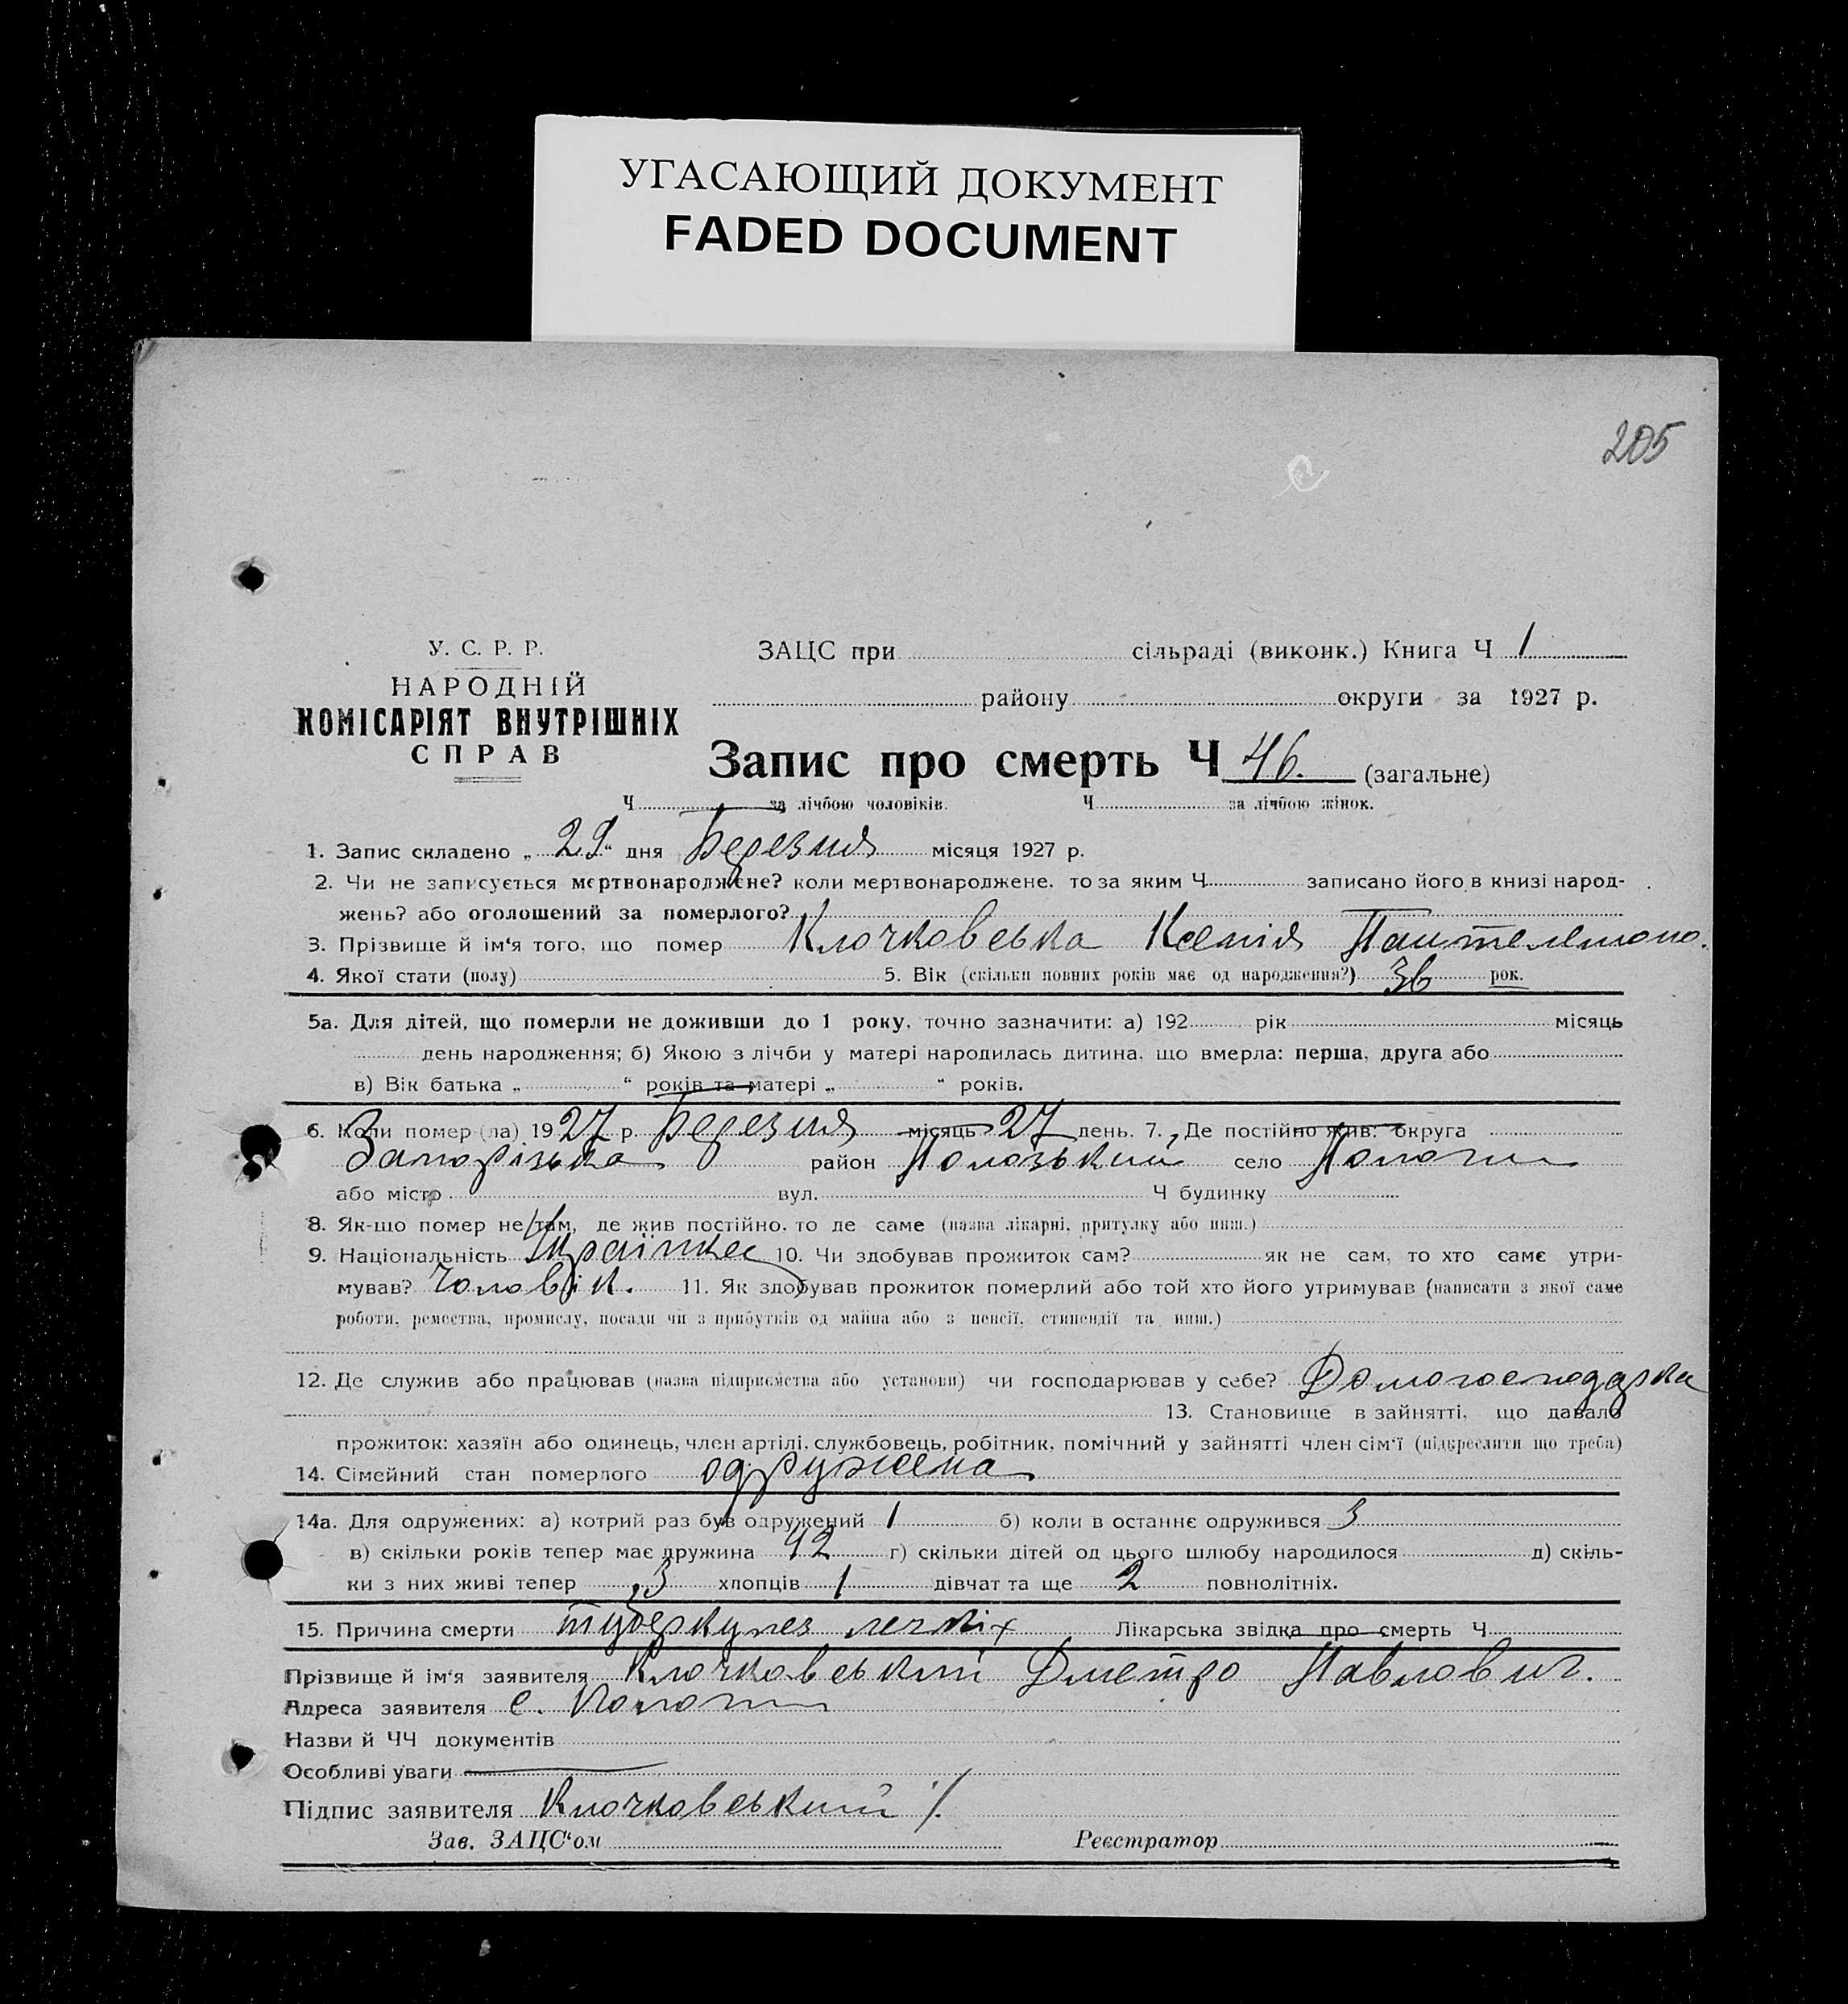 УГАСАЮЩИЙ ДОКУМЕНТ
FADED DOCUMENT
205
У. С. Р. Р.
НАРОДНІЙ
КОМІСАРІЯТ ВНУТРІШНІХ
СПРАВ
ЗАЦС при сільраді (виконк.) Книга Ч 1
району округи за 1927 р.
Запис про смерть Ч 46. (загальне)
Ч за лічбою чоловіків. Ч за лічбою жінок.
1. Запис складено „ 29 “ дня Березня місяця 1927 р.
2. Чи не записується мертвонароджене? коли мертвонароджене, то за яким Ч записано його в книзі народ-
жень? або оголошений за померлого?
3. Прізвище й ім‘я того, що помер Клочковська Ксенія Пантелемоно.
4. Якої стати (полу) 5. Вік (скільки повних років має од народження?) 36 рок.
5а. Для дітей, що померли не доживши до 1 року, точно зазначити: а) 192 рік місяць
день народження; б) Якою з лічби у матері народилась дитина, що вмерла: перша, друга або
в) Вік батька „ “ років та матері „ “ років.
6. Коли помер-(ла) 1927 р. Березня місяць 27 день. 7. Де постійно жив: округа
Запорізька район Пологзький село Пологи
або місто вул. Ч будинку
8. Як-що помер не там, де жив постійно, то де саме (назва лікарні, притулку або инш.)
9. Національність Українка 10. Чи здобував прожиток сам? як не сам, то хто саме утри-
мував? Чоловік. 11. Як здобував прожиток померлий або той хто його утримував (написати з якої саме
роботи, ремества, промислу, посади чи з прибутків од майна або з пенсії, стипендії та инш.)
12. Де служив або працював (назва підприємства або установи) чи господарював у себе? Домогосподарка
13. Становище в зайнятті, що давало
прожиток: хазяїн або одинець, член артілі, службовець, робітник, помічний у зайнятті член сім‘ї (підкреслити що треба)
14. Сімейний стан померлого одружена
14а. Для одружених: а) котрий раз був одружений 1 б) коли в останнє одружився 3
в) скільки років тепер має дружина 42 г) скільки дітей од цього шлюбу народилося д) скіль-
ки з них живі тепер 3 хлопців 1 дівчат та ще 2 повнолітніх.
15. Причина смерти туберкулез легкіх Лікарська звідка про смерть Ч
Прізвище й ім‘я заявителя Клочковський Дметро Павлович.
Адреса заявителя с. Пологи
Назви й ЧЧ документів
Особливі уваги
Підпис заявителя Клочковський
Зав. ЗАЦС‘ом Реєстратор